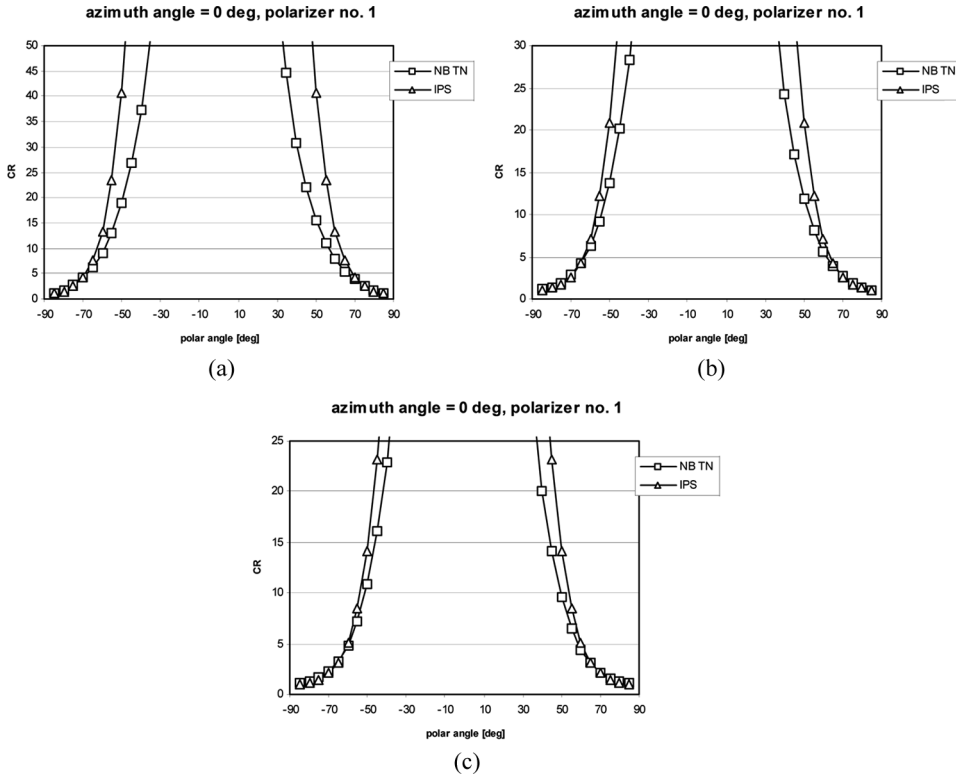 azimuth angle = 0 deg, polarizer no. 1
50
45
40
35
30
25
20
15
10
5
0
CR
-90 -70 -50 -30 -10 10 30 50 70 90
polar angle [deg]
NB TN
IPS
(a)
azimuth angle = 0 deg, polarizer no. 1
30
25
20
15
10
5
0
CR
-90 -70 -50 -30 -10 10 30 50 70 90
polar angle [deg]
NB TN
IPS
(b)
azimuth angle = 0 deg, polarizer no. 1
25
20
15
10
5
0
CR
-90 -70 -50 -30 -10 10 30 50 70 90
polar angle [deg]
NB TN
IPS
(c)